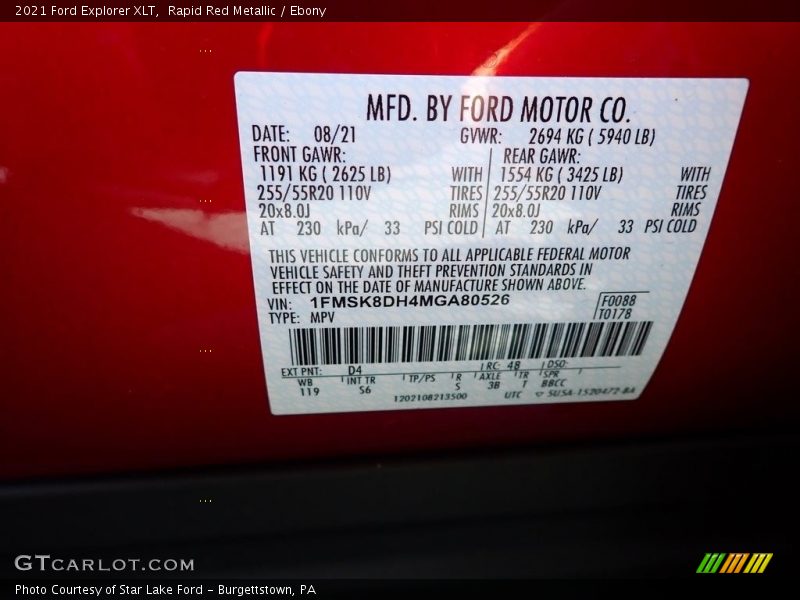 2021 Ford Explorer XLT, Rapid Red Metallic / Ebony
MFD. BY FORD MOTOR CO.
DATE: 08/21 GVWR: 2694 KG ( 5940 LB)
FRONT GAWR: REAR GAWR:
1191 KG ( 2625 LB) WITH 1554 KG ( 3425 LB) WITH
255/55R20 110V TIRES 255/55R20 110V TIRES
20x8.0J RIMS 20x8.0J RIMS
AT 230 kPa/ 33 PSI COLD AT 230 kPa/ 33 PSI COLD
THIS VEHICLE CONFORMS TO ALL APPLICABLE FEDERAL MOTOR
VEHICLE SAFETY AND THEFT PREVENTION STANDARDS IN
EFFECT ON THE DATE OF MANUFACTURE SHOWN ABOVE.
VIN: 1FMSK8DH4MGA80526 F0088
TYPE: MPV T0178
EXT PNT: D4 RC: 4B DSO:
WB INT TR TP/PS R AXLE TR SPR
119 S6 S 3B T BBCC
1202108213500 UTC ▽ SU5A-1520472-BA
GTCARLOT.COM
Photo Courtesy of Star Lake Ford - Burgettstown, PA